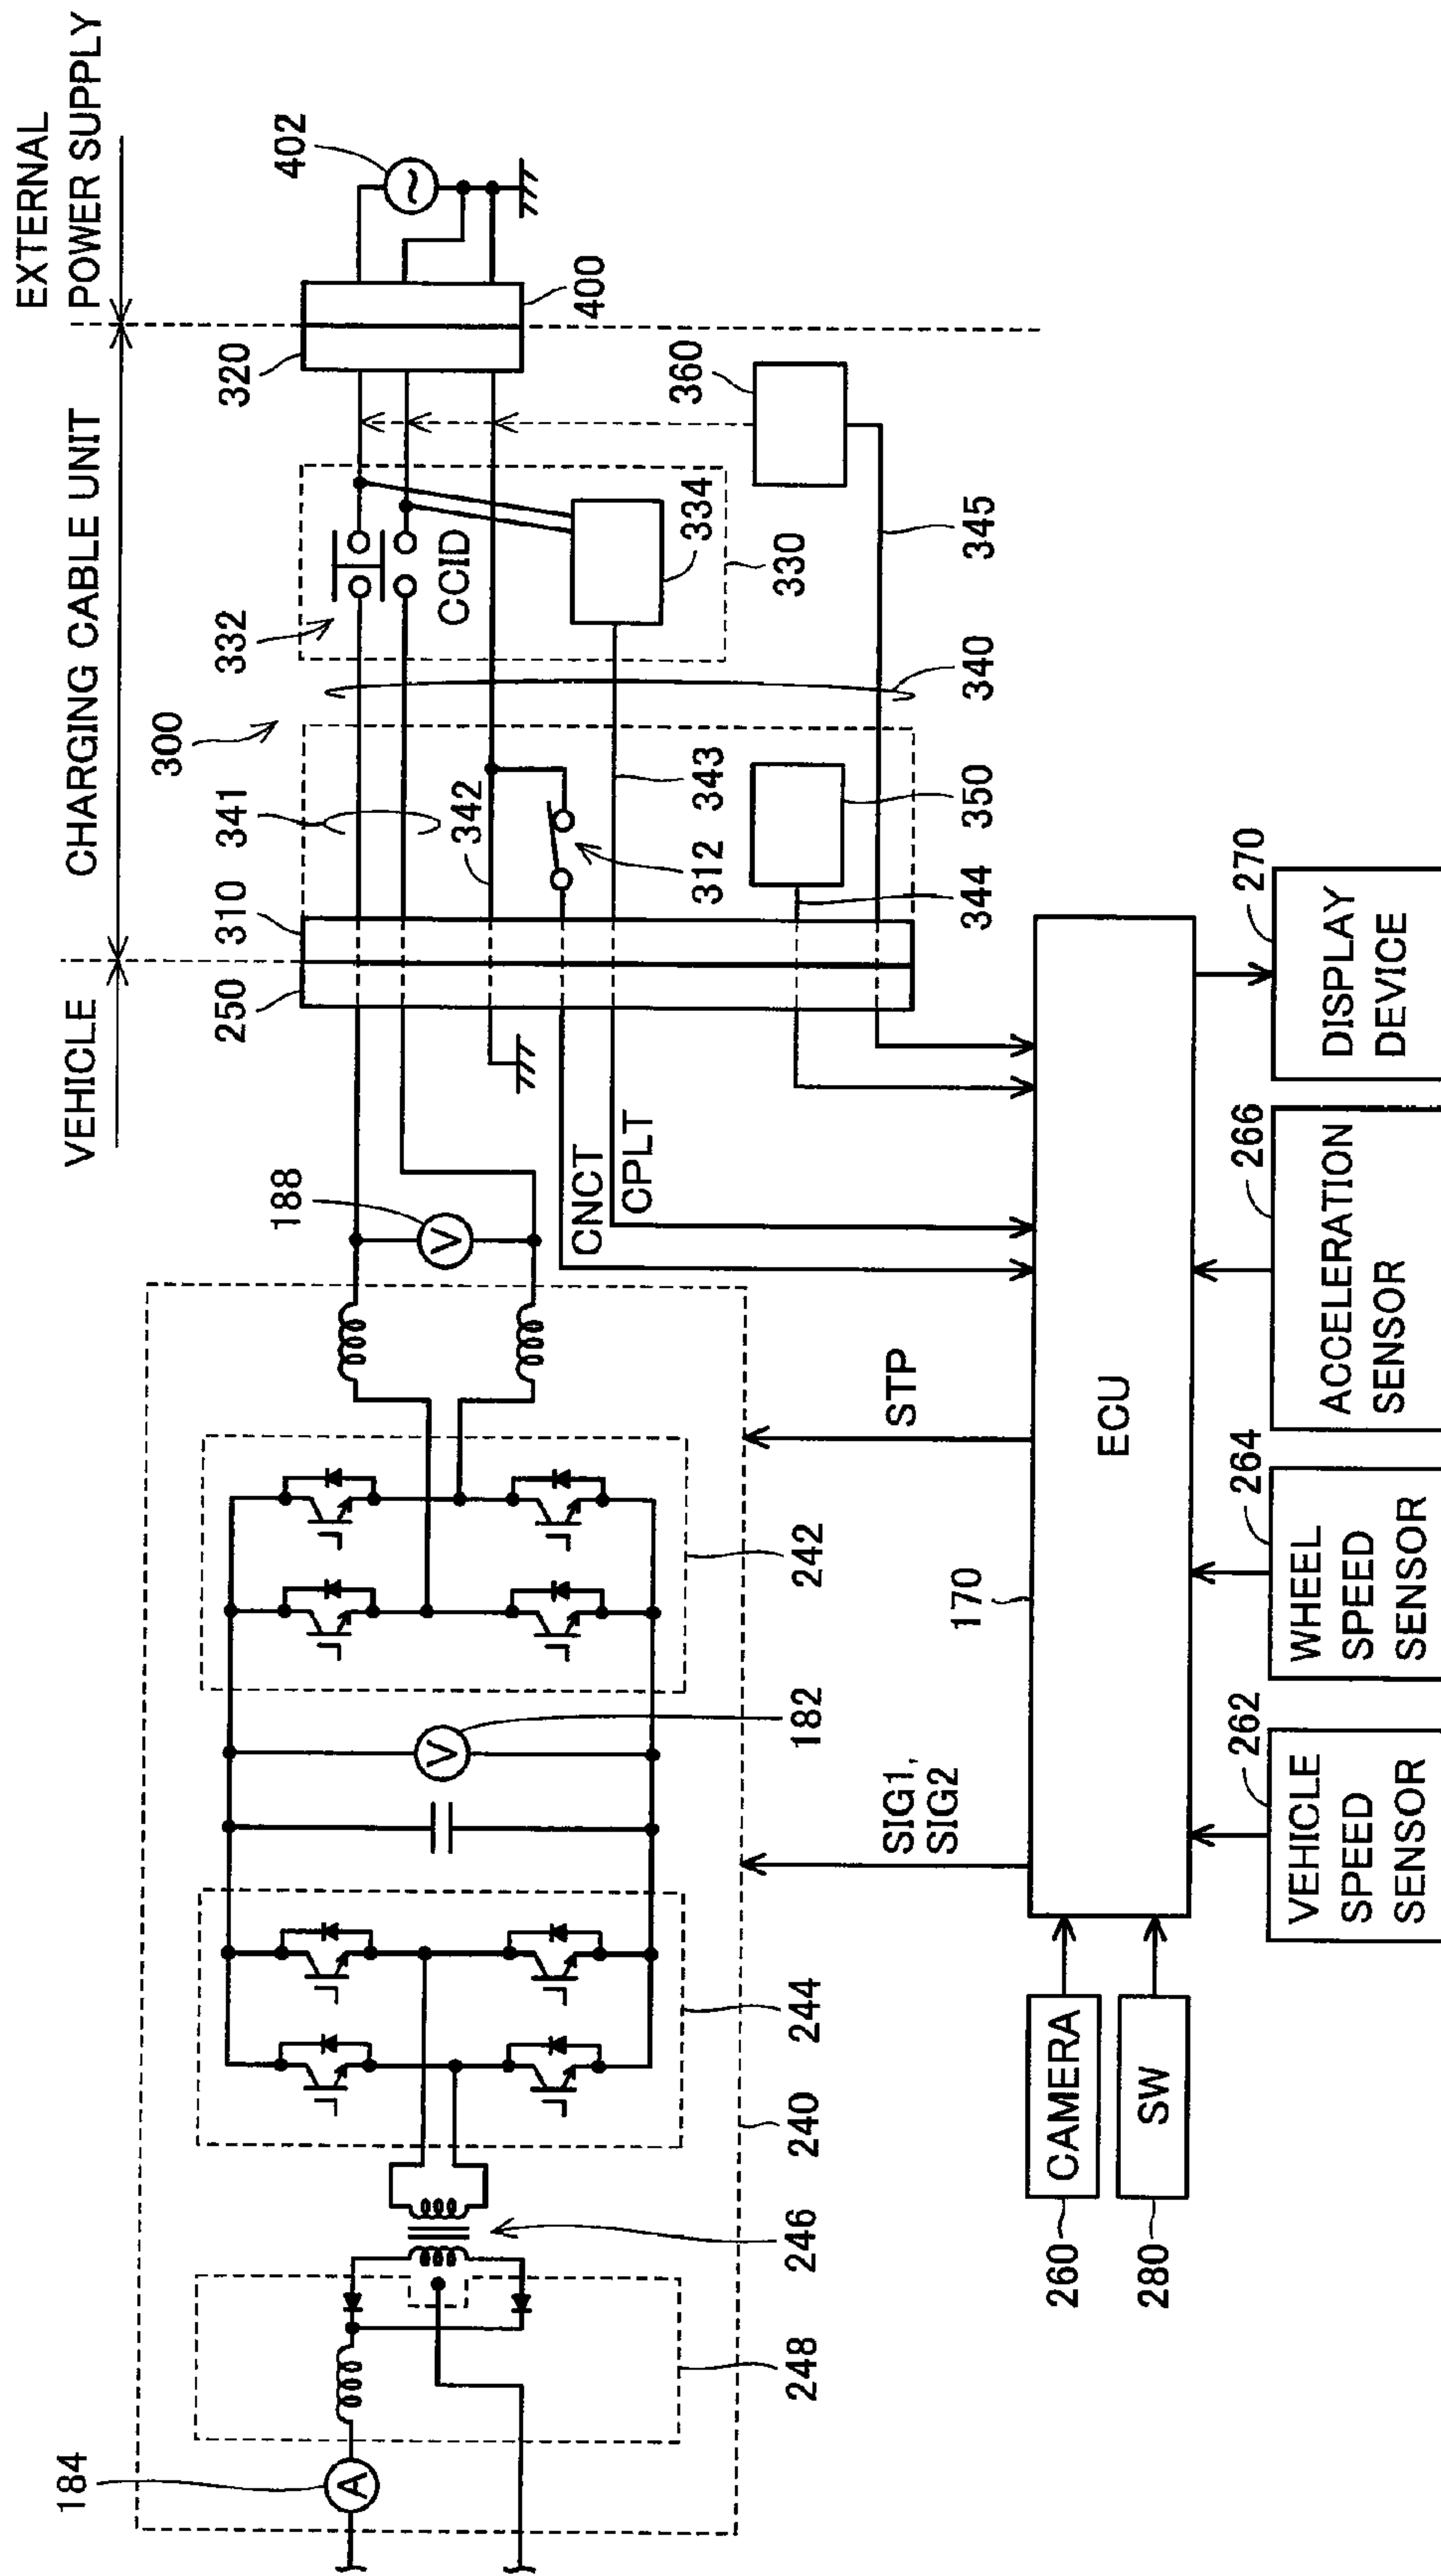 VEHICLE
CHARGING CABLE UNIT
EXTERNAL
POWER SUPPLY
300
184
188
250
310
341
332
320
402
A
V
V
342
CCID
400
312
343
334
330
360
350
344
340
345
CNCT
CPLT
248
246
240
244
182
242
SIG1,
SIG2
STP
170
ECU
260
CAMERA
280
SW
262
VEHICLE
SPEED
SENSOR
264
WHEEL
SPEED
SENSOR
266
ACCELERATION
SENSOR
270
DISPLAY
DEVICE